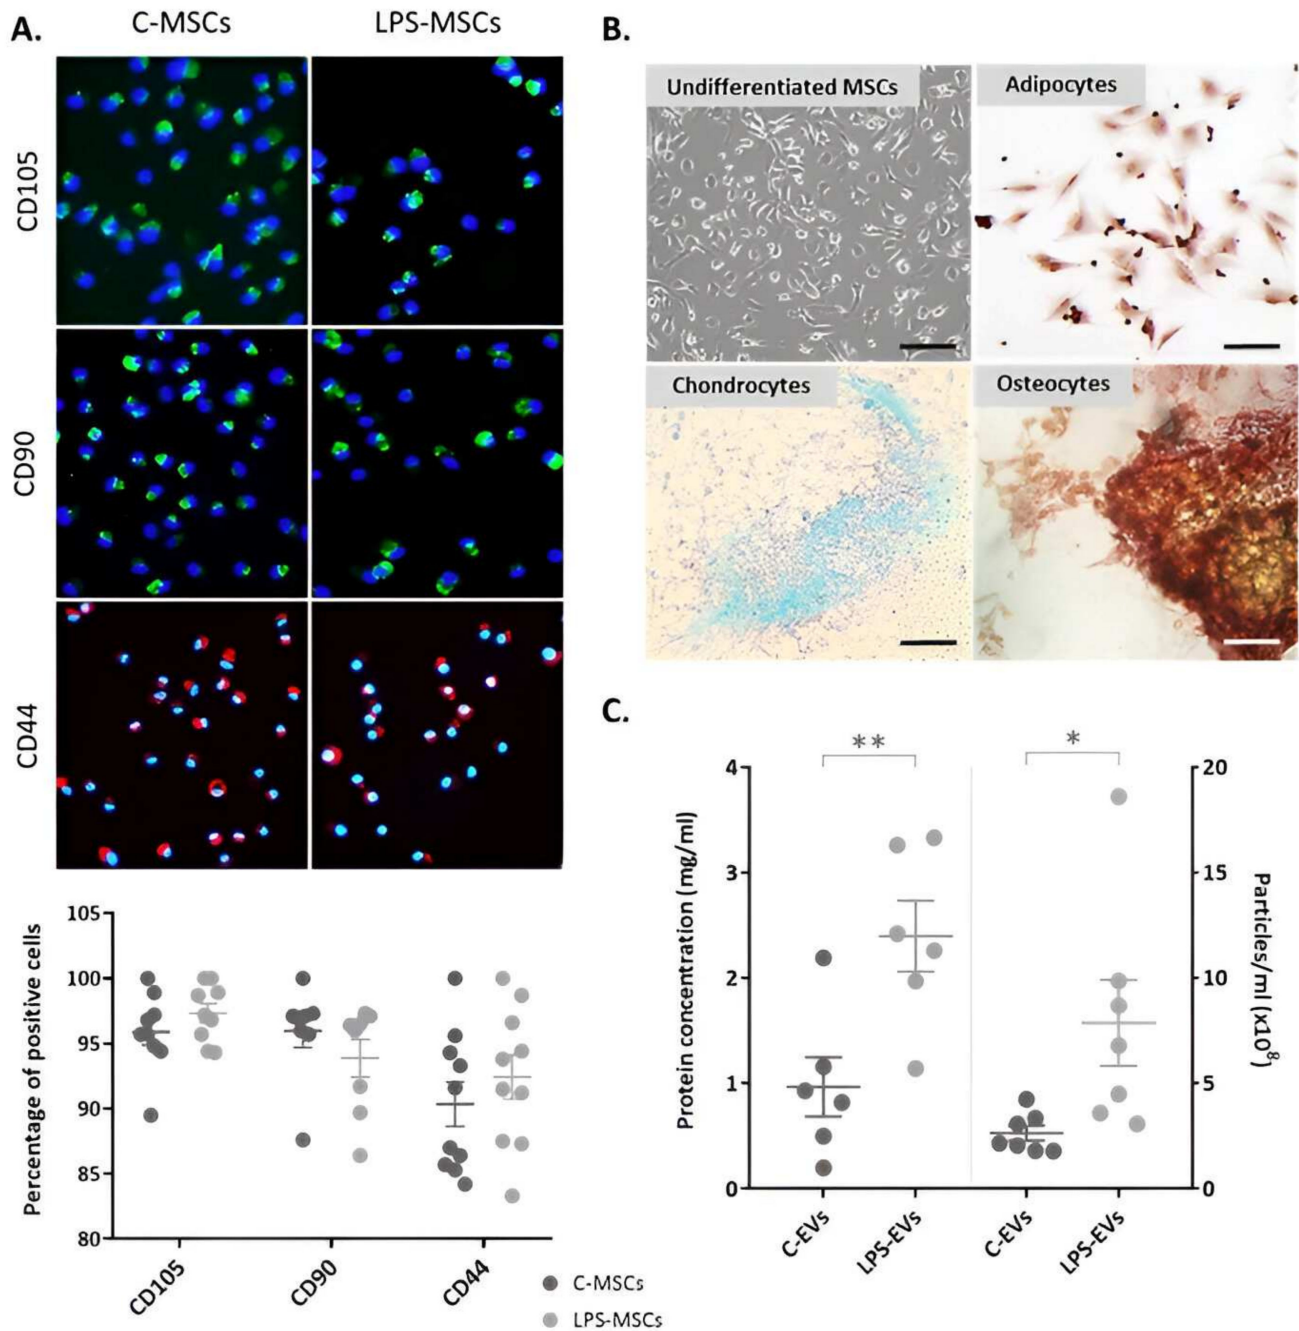 A.
C-MSCs
LPS-MSCs
CD105
CD90
CD44
Percentage of positive cells
105
100
95
90
85
80
CD105
CD90
CD44
C-MSCs
LPS-MSCs
B.
Undifferentiated MSCs
Adipocytes
Chondrocytes
Osteocytes
C.
**
*
Protein concentration (mg/ml)
4
3
2
1
0
20
15
10
5
0
Particles/ml (x10⁸)
C-EVs
LPS-EVs
C-EVs
LPS-EVs